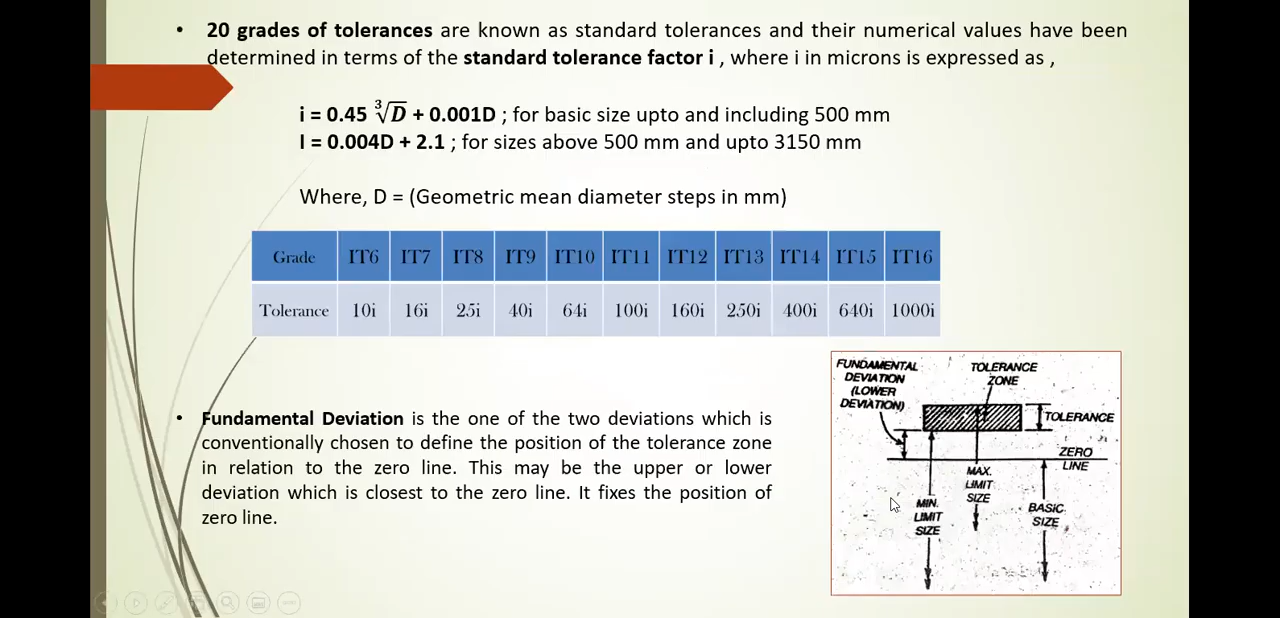 • 20 grades of tolerances are known as standard tolerances and their numerical values have been
determined in terms of the standard tolerance factor i , where i in microns is expressed as ,
i = 0.45 ∛D + 0.001D ; for basic size upto and including 500 mm
I = 0.004D + 2.1 ; for sizes above 500 mm and upto 3150 mm
Where, D = (Geometric mean diameter steps in mm)
Grade IT6 IT7 IT8 IT9 IT10 IT11 IT12 IT13 IT14 IT15 IT16
Tolerance 10i 16i 25i 40i 64i 100i 160i 250i 400i 640i 1000i
• Fundamental Deviation is the one of the two deviations which is
conventionally chosen to define the position of the tolerance zone
in relation to the zero line. This may be the upper or lower
deviation which is closest to the zero line. It fixes the position of
zero line.
FUNDAMENTAL
DEVIATION
(LOWER
DEVIATION)
TOLERANCE
ZONE
TOLERANCE
ZERO
LINE
MAX.
LIMIT
SIZE
MIN.
LIMIT
SIZE
BASIC
SIZE